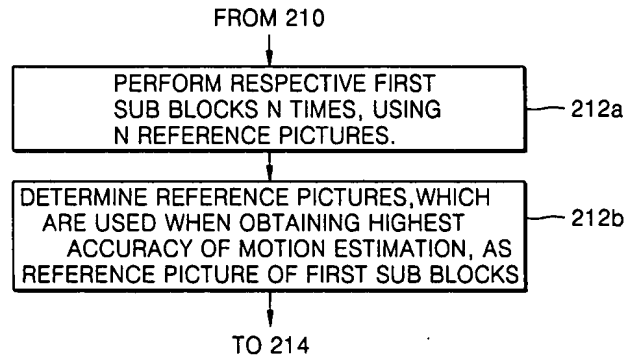 FROM 210
PERFORM RESPECTIVE FIRST
SUB BLOCKS N TIMES, USING
N REFERENCE PICTURES.
212a
DETERMINE REFERENCE PICTURES,WHICH
ARE USED WHEN OBTAINING HIGHEST
ACCURACY OF MOTION ESTIMATION, AS
REFERENCE PICTURE OF FIRST SUB BLOCKS
212b
TO 214